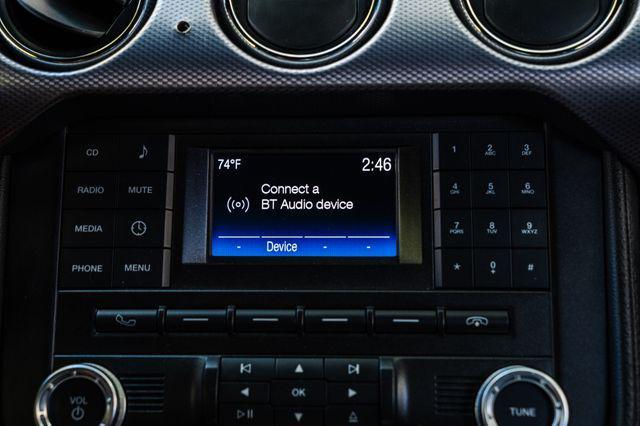 CD
RADIO MUTE
MEDIA
PHONE MENU
74°F 2:46
Connect a
BT Audio device
- Device - -
1 2 ABC 3 DEF
4 GHI 5 JKL 6 MNO
7 PQRS 8 TUV 9 WXYZ
* 0 + #
VOL
OK
TUNE